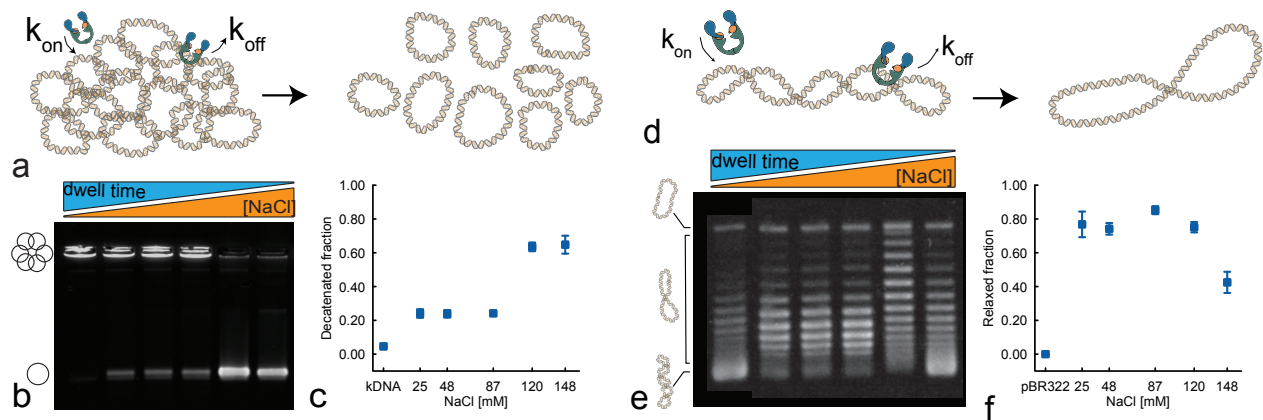 k_on
k_off
a
dwell time
[NaCl]
b
Decatenated fraction
1.00
0.80
0.60
0.40
0.20
0.00
kDNA 25 48 87 120 148
NaCl [mM]
c
k_on
k_off
d
dwell time
[NaCl]
e
Relaxed fraction
1.00
0.80
0.60
0.40
0.20
0.00
pBR322 25 48 87 120 148
NaCl [mM]
f